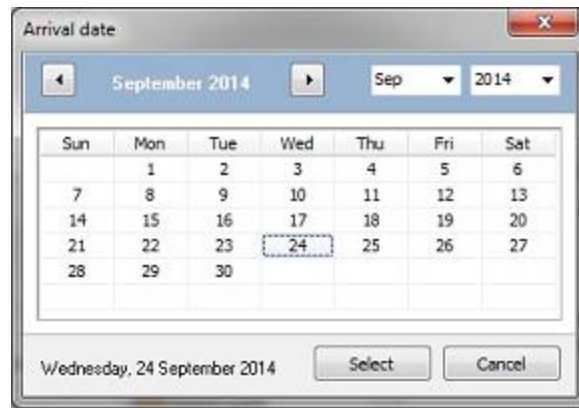 Arrival date
September 2014 Sep 2014
Sun Mon Tue Wed Thu Fri Sat
1 2 3 4 5 6
7 8 9 10 11 12 13
14 15 16 17 18 19 20
21 22 23 24 25 26 27
28 29 30
Wednesday, 24 September 2014 Select Cancel